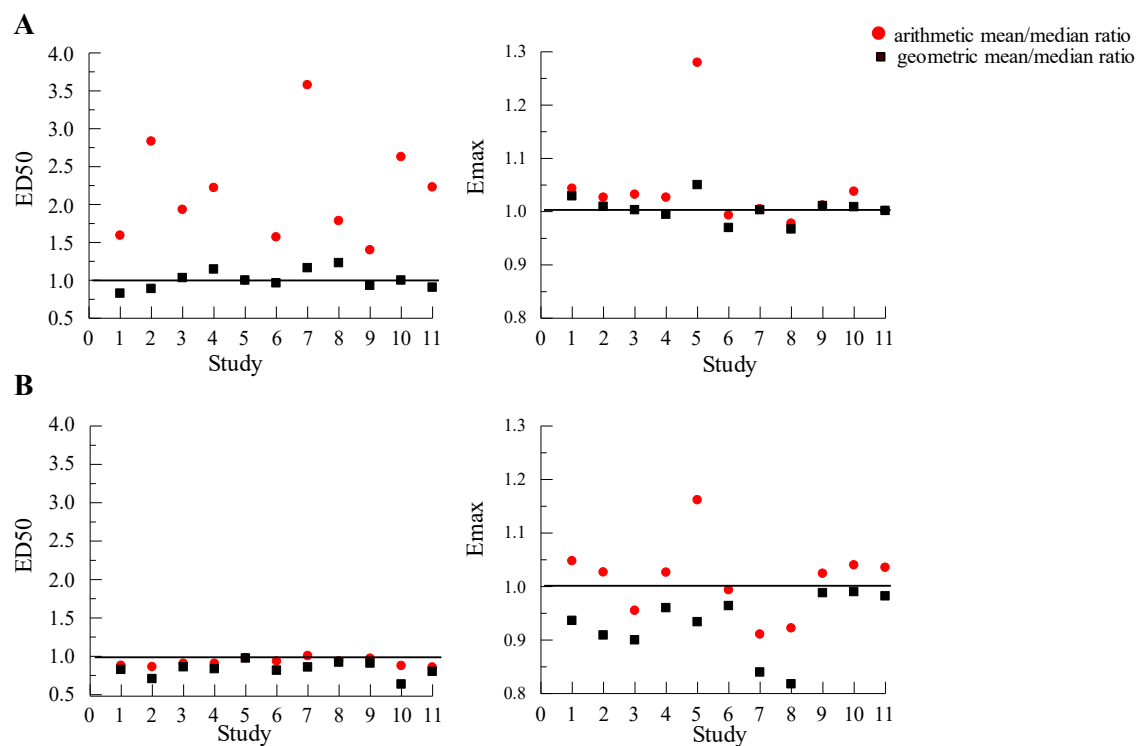 A
arithmetic mean/median ratio
geometric mean/median ratio
ED50
4.0
3.5
3.0
2.5
2.0
1.5
1.0
0.5
0 1 2 3 4 5 6 7 8 9 10 11
Study
Emax
1.3
1.2
1.1
1.0
0.9
0.8
0 1 2 3 4 5 6 7 8 9 10 11
Study
B
ED50
4.0
3.5
3.0
2.5
2.0
1.5
1.0
0.5
0 1 2 3 4 5 6 7 8 9 10 11
Study
Emax
1.3
1.2
1.1
1.0
0.9
0.8
0 1 2 3 4 5 6 7 8 9 10 11
Study